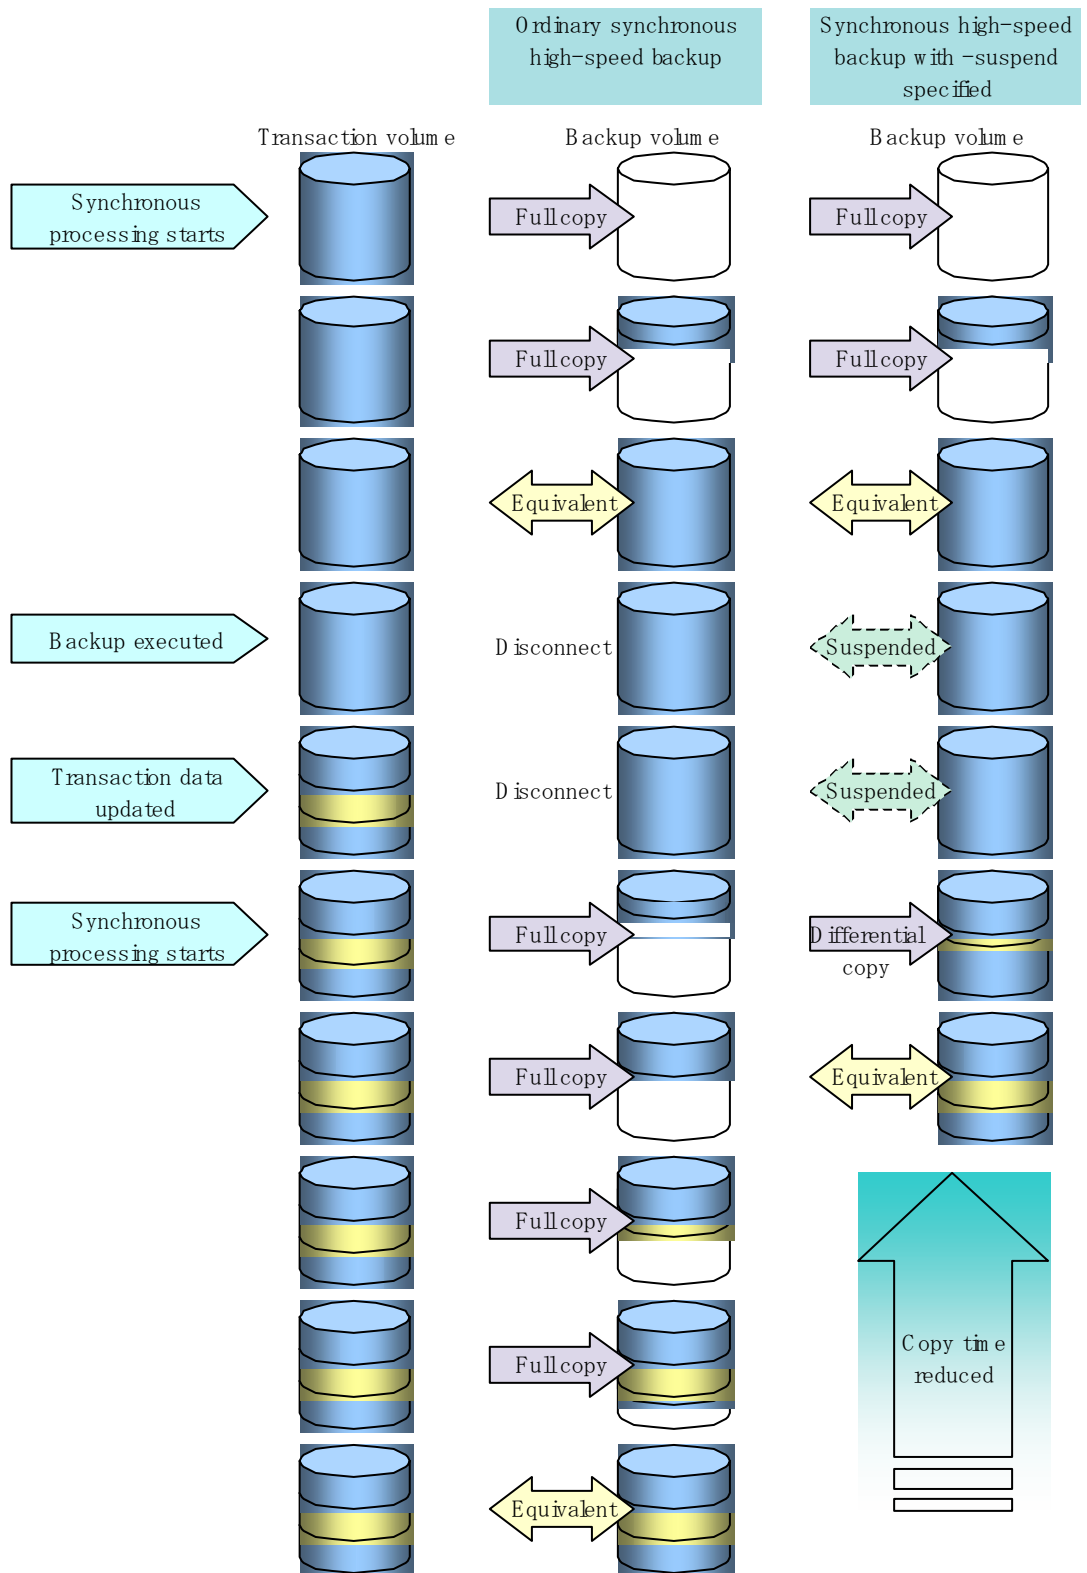 Ordinary synchronous
high-speed backup
Synchronous high-speed
backup with -suspend
specified
Transaction volume
Backup volume
Backup volume
Synchronous
processing starts
Full copy
Full copy
Full copy
Full copy
Equivalent
Equivalent
Backup executed
Disconnect
Suspended
Transaction data
updated
Disconnect
Suspended
Synchronous
processing starts
Full copy
Differential
copy
Full copy
Equivalent
Full copy
Full copy
Copy time
reduced
Equivalent